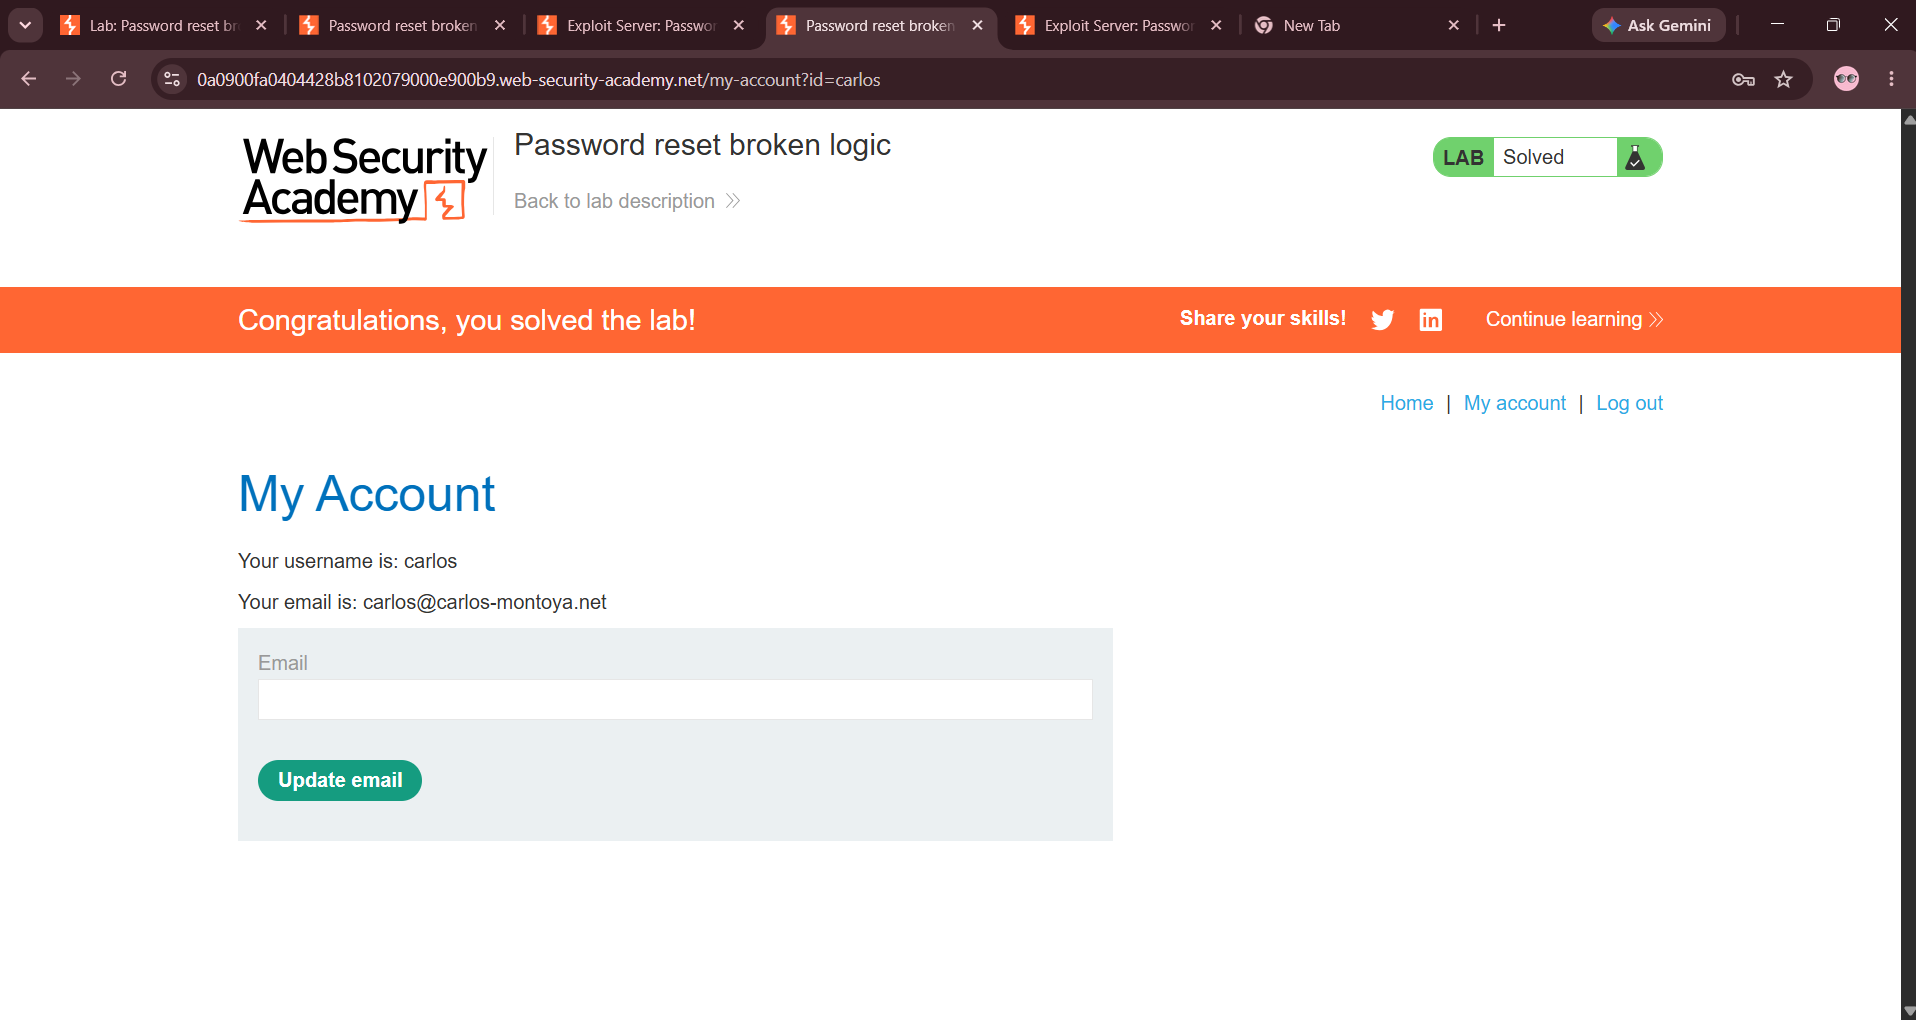 Lab: Password reset br
Password reset broken
Exploit Server: Passwor
Password reset broken
Exploit Server: Passwor
New Tab
Ask Gemini
0a0900fa0404428b8102079000e900b9.web-security-academy.net/my-account?id=carlos
Web Security
Academy
Password reset broken logic
Back to lab description
LAB Solved
Congratulations, you solved the lab!
Share your skills!
in
Continue learning
Home | My account | Log out
My Account
Your username is: carlos
Your email is: carlos@carlos-montoya.net
Email
Update email